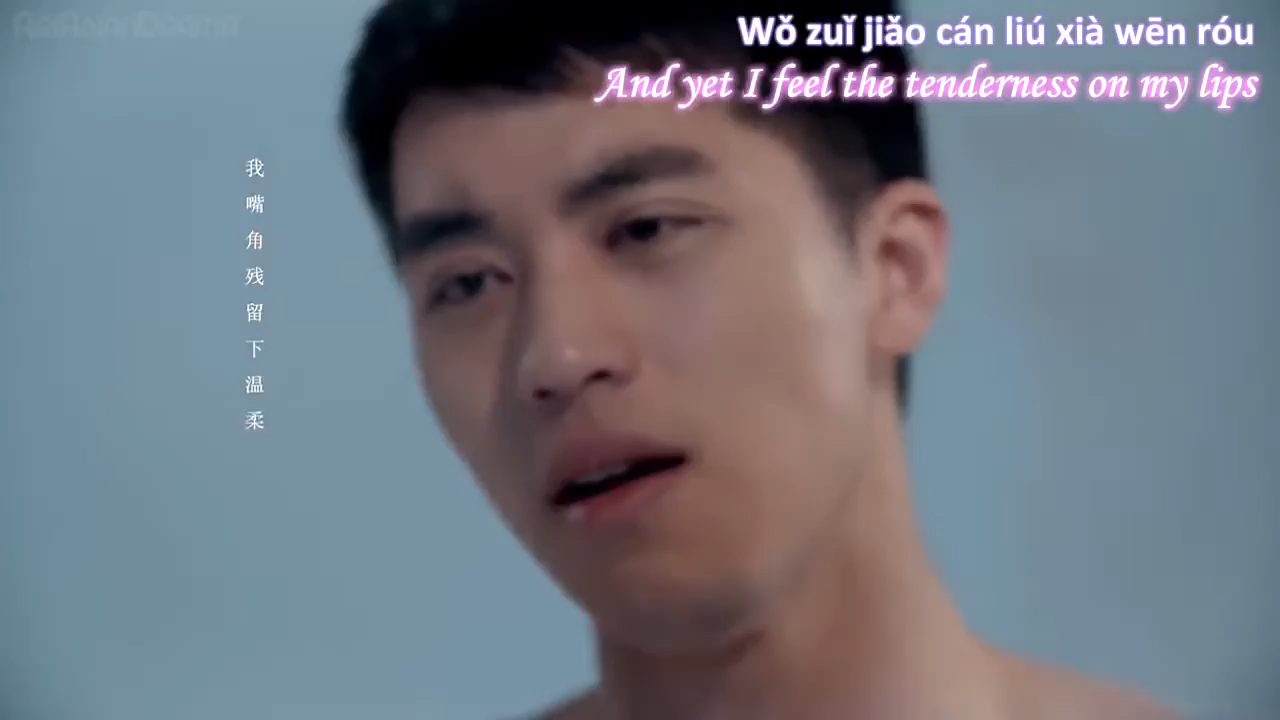 Wǒ zuǐ jiǎo cán liú xià wēn róu
And yet I feel the tenderness on my lips
我嘴角残留下温柔